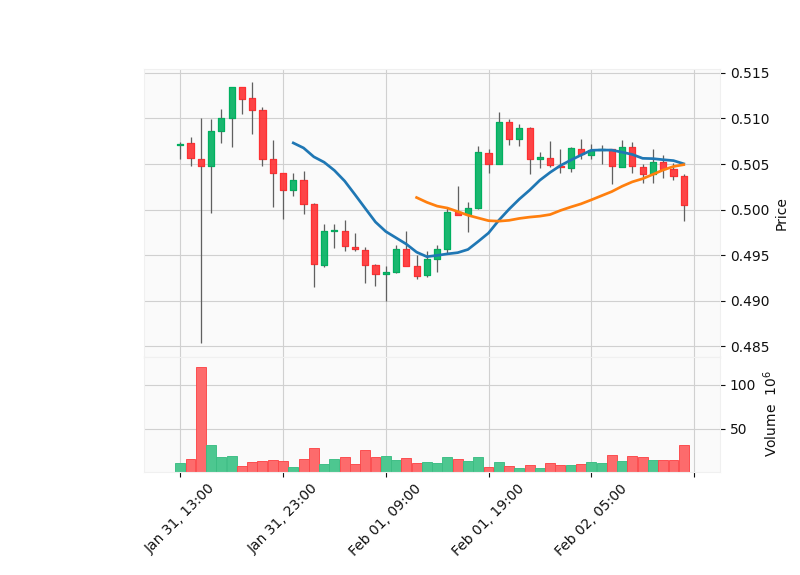 0.515
0.510
0.505
0.500
0.495
0.490
0.485
Price
100
50
Volume 10^6
Jan 31, 13:00
Jan 31, 23:00
Feb 01, 09:00
Feb 01, 19:00
Feb 02, 05:00